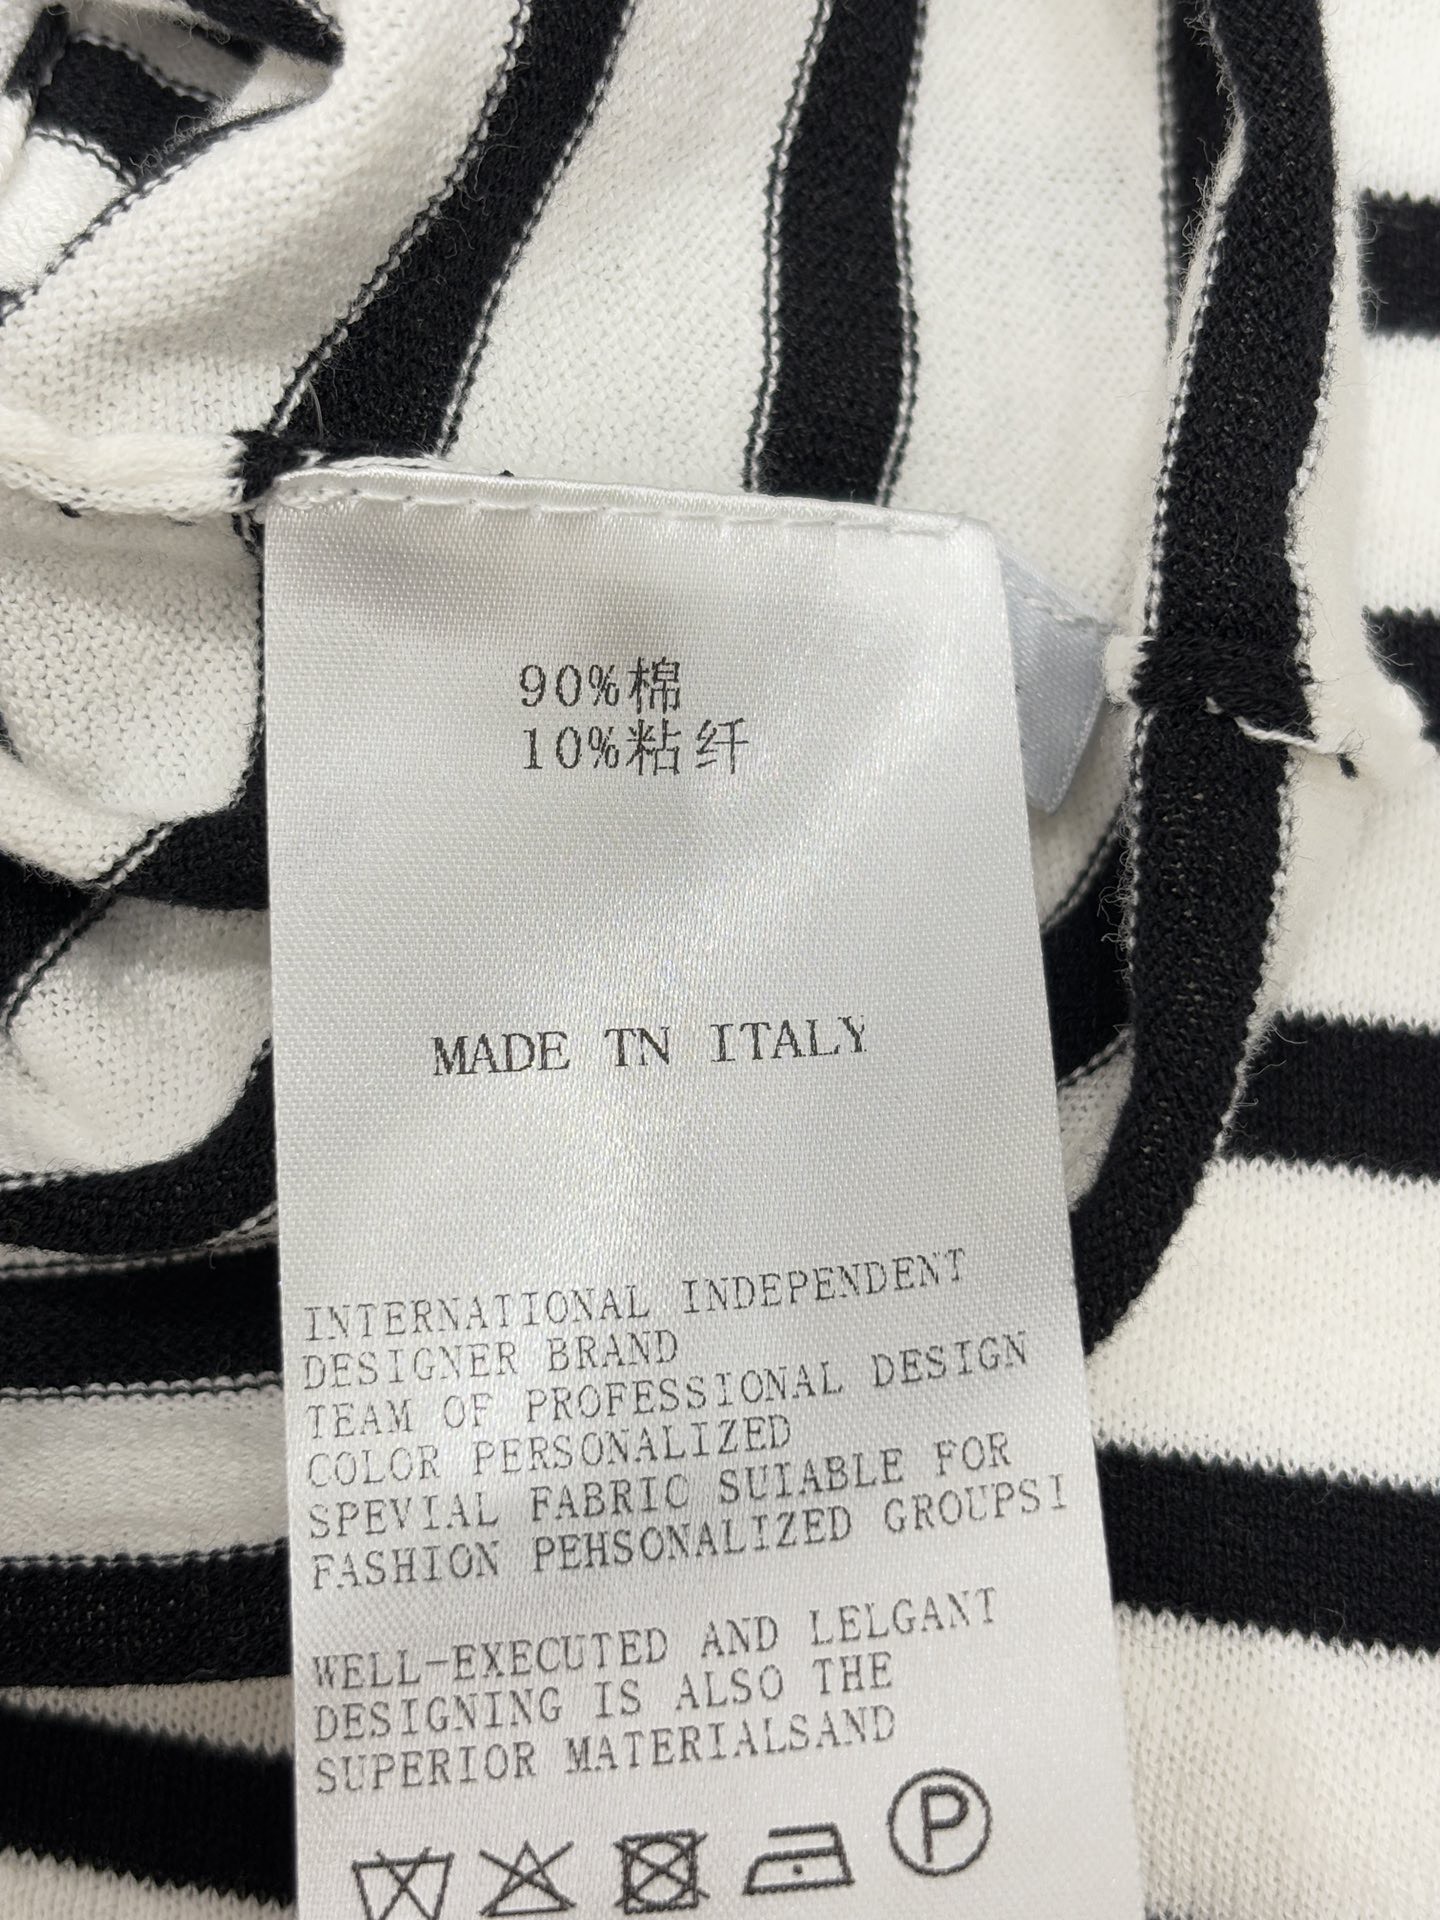 90%棉
10%粘纤
MADE TN ITALY
INTERNATIONAL INDEPENDENT
DESIGNER BRAND
TEAM OF PROFESSIONAL DESIGN
COLOR PERSONALIZED
SPEVIAL FABRIC SUIABLE FOR
FASHION PEHSONALIZED GROUPSI
WELL-EXECUTED AND LELGANT
DESIGNING IS ALSO THE
SUPERIOR MATERIALSAND
P